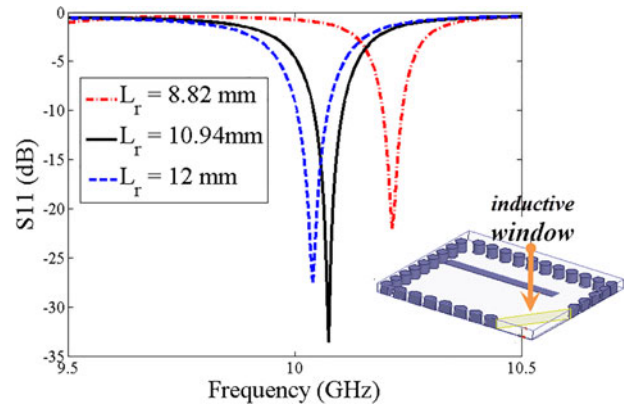 0
-5
-10
-15
-20
-25
-30
-35
S11 (dB)
L_r = 8.82 mm
L_r = 10.94mm
L_r = 12 mm
inductive
window
9.5
10
10.5
Frequency (GHz)